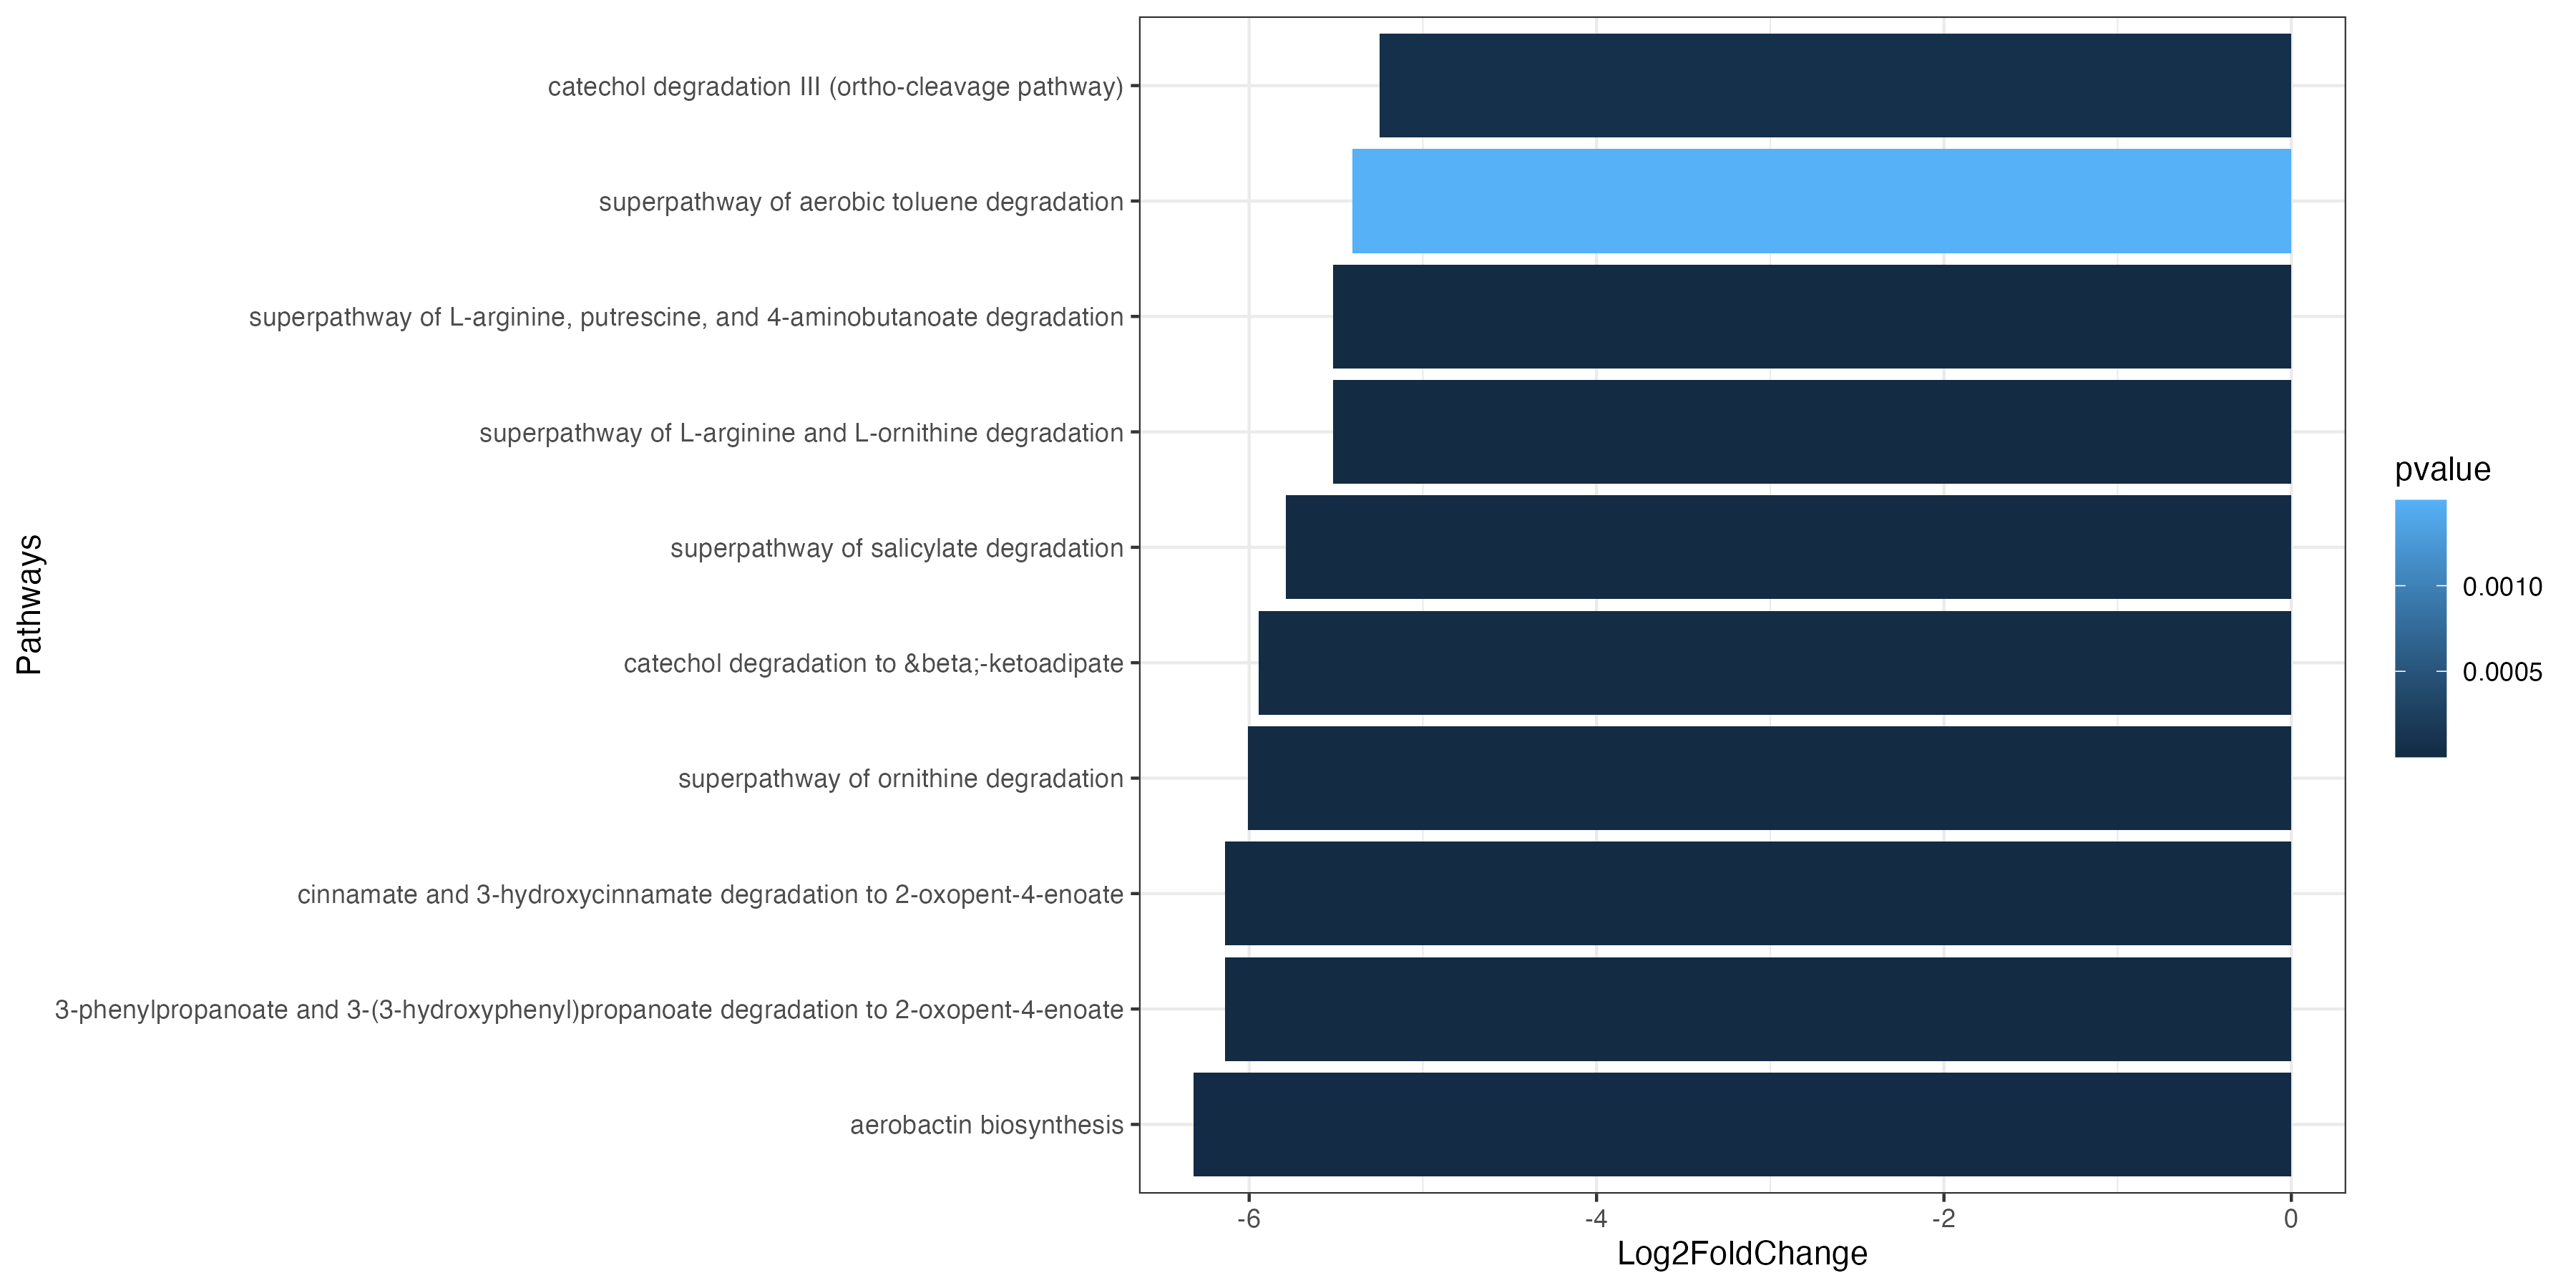 catechol degradation III (ortho-cleavage pathway)
superpathway of aerobic toluene degradation
superpathway of L-arginine, putrescine, and 4-aminobutanoate degradation
superpathway of L-arginine and L-ornithine degradation
superpathway of salicylate degradation
catechol degradation to &beta;-ketoadipate
superpathway of ornithine degradation
cinnamate and 3-hydroxycinnamate degradation to 2-oxopent-4-enoate
3-phenylpropanoate and 3-(3-hydroxyphenyl)propanoate degradation to 2-oxopent-4-enoate
aerobactin biosynthesis
Pathways
-6 -4 -2 0
Log2FoldChange
pvalue
0.0010
0.0005